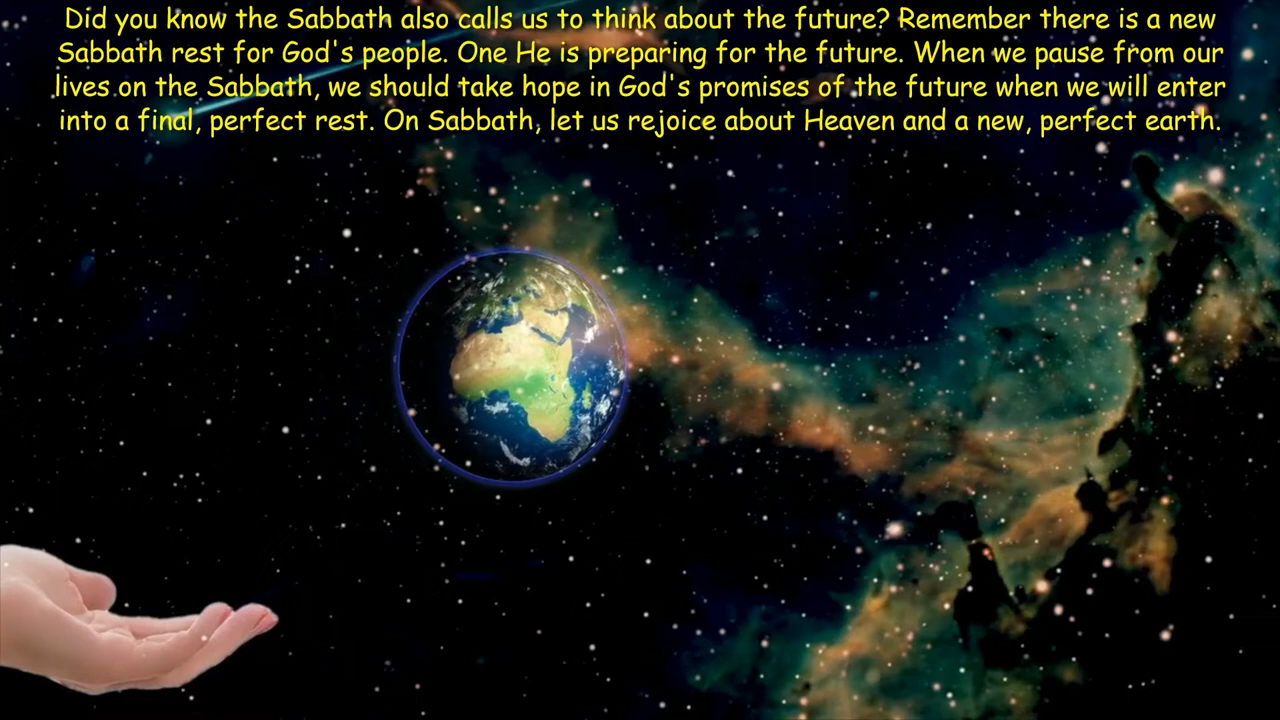 Did you know the Sabbath also calls us to think about the future? Remember there is a new
Sabbath rest for God's people. One He is preparing for the future. When we pause from our
lives on the Sabbath, we should take hope in God's promises of the future when we will enter
into a final, perfect rest. On Sabbath, let us rejoice about Heaven and a new, perfect earth.